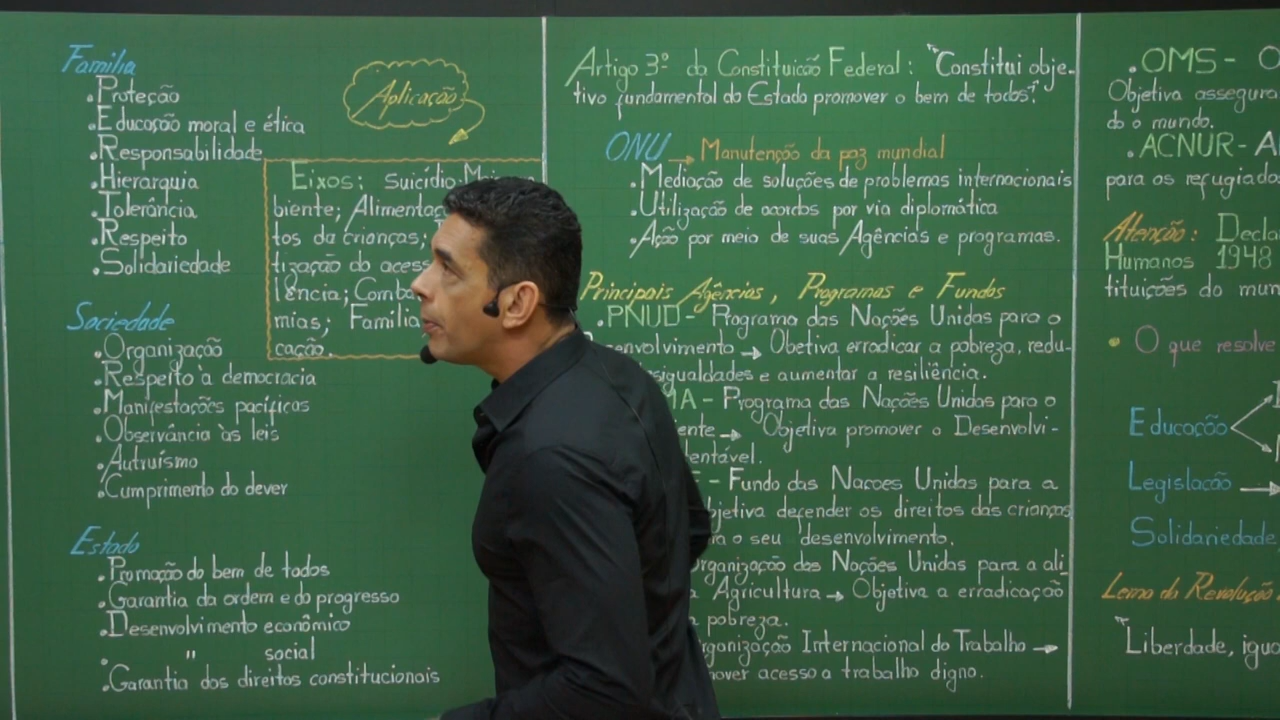 Família
.Proteção
.Educação moral e ética
.Responsabilidade
.Hierarquia
.Tolerância
.Respeito
.Solidariedade
Sociedade
.Organização
.Respeito à democracia
.Manifestações pacíficas
.Observância às leis
.Autruísmo
.Cumprimento do dever
Estado
.Promoção do bem de todos
.Garantia da ordem e do progresso
.Desenvolvimento econômico
. " social
.Garantia dos direitos constitucionais
Aplicação
Eixos: Suicídio;
biente;
tos da crianças;
tização do
lência;
mias; Família
cação.
Artigo 3º da Constituição Federal: "Constitui obje-
tivo fundamental do Estado promover o bem de todos".
ONU → Manutenção da paz mundial
.Mediação de soluções de problemas internacionais
.Utilização de acordos por via diplomática
.Ação por meio de suas Agências e programas.
Principais Agências, Programas e Fundos
.PNUD - Programa das Nações Unidas para o
envolvimento → Obetiva erradicar a pobreza, redu-
sigualdades e aumentar a resiliência.
MA - Programa das Nações Unidas para o
ente → Objetiva promover o Desenvolvi-
entável.
- Fundo das Nacoes Unidas para a
bjetiva defender os direitos das crianças
o seu desenvolvimento.
rganização das Nações Unidas para a ali_
a Agricultura → Objetiva a erradicação
a pobreza.
rganização Internacional do Trabalho →
mover acesso a trabalho digno.
.OMS - O
Objetiva assegura
do o mundo.
.ACNUR - A
para os refugiados
Atenção: Decla
Humanos 1948
tituições do mun
• O que resolve
Educação
Legislação →
Solidariedade
Lema da Revolução
"Liberdade, igua